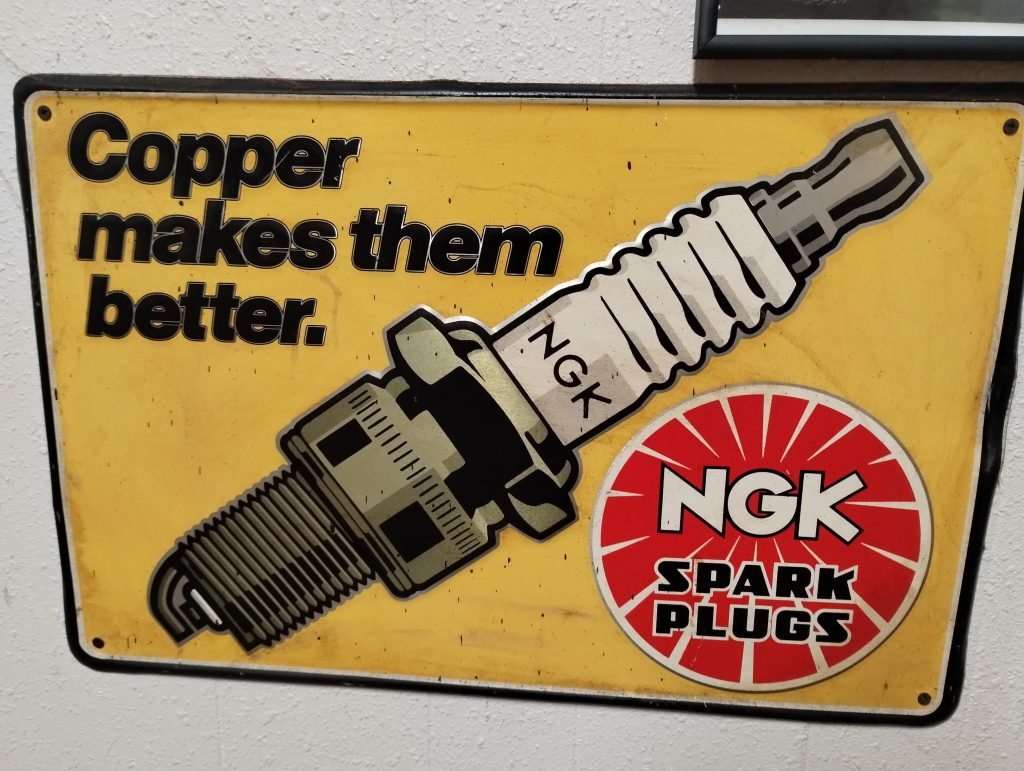 Copper
makes them
better.
NGK
NGK
SPARK
PLUGS